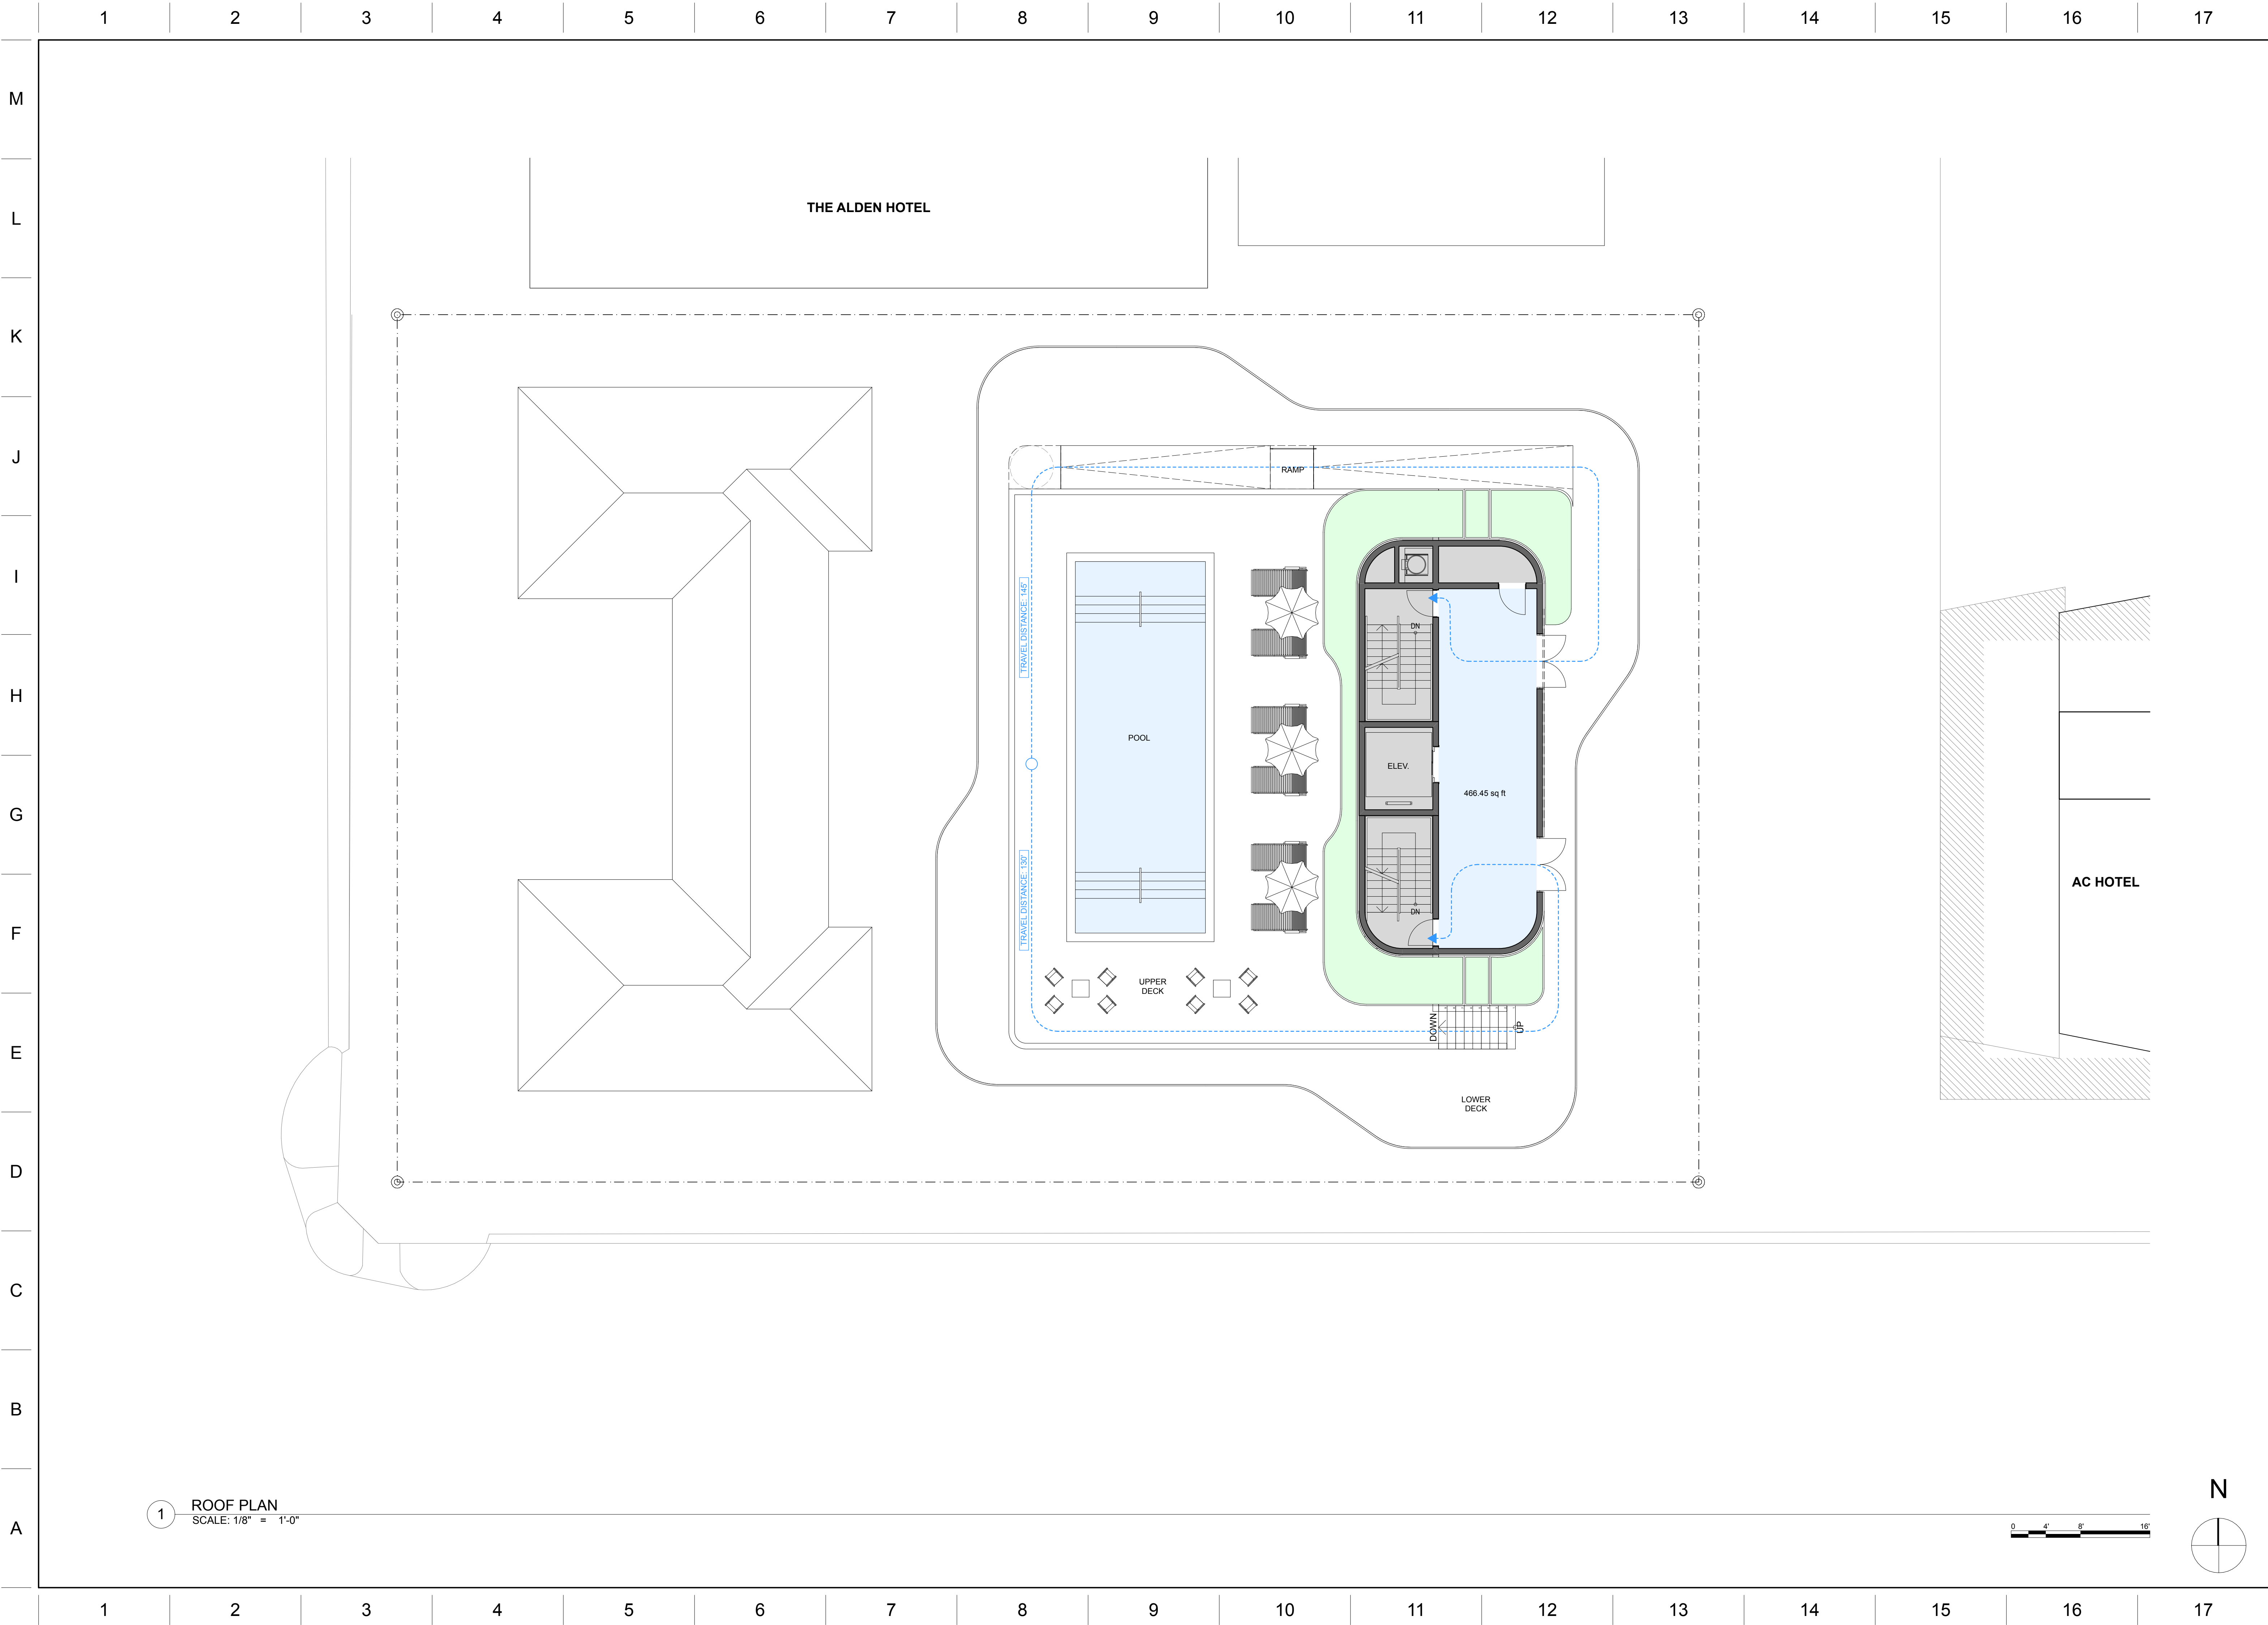 1 2 3 4 5 6 7 8 9 10 11 12 13 14 15 16 17
M
L
K
J
I
H
G
F
E
D
C
B
A
THE ALDEN HOTEL
RAMP
TRAVEL DISTANCE: 145'
DN
POOL
ELEV.
466.45 sq ft
TRAVEL DISTANCE: 130'
AC HOTEL
DN
UPPER
DECK
DOWN
UP
LOWER
DECK
1
ROOF PLAN
SCALE: 1/8" = 1'-0"
N
0 4' 8' 16'
1 2 3 4 5 6 7 8 9 10 11 12 13 14 15 16 17